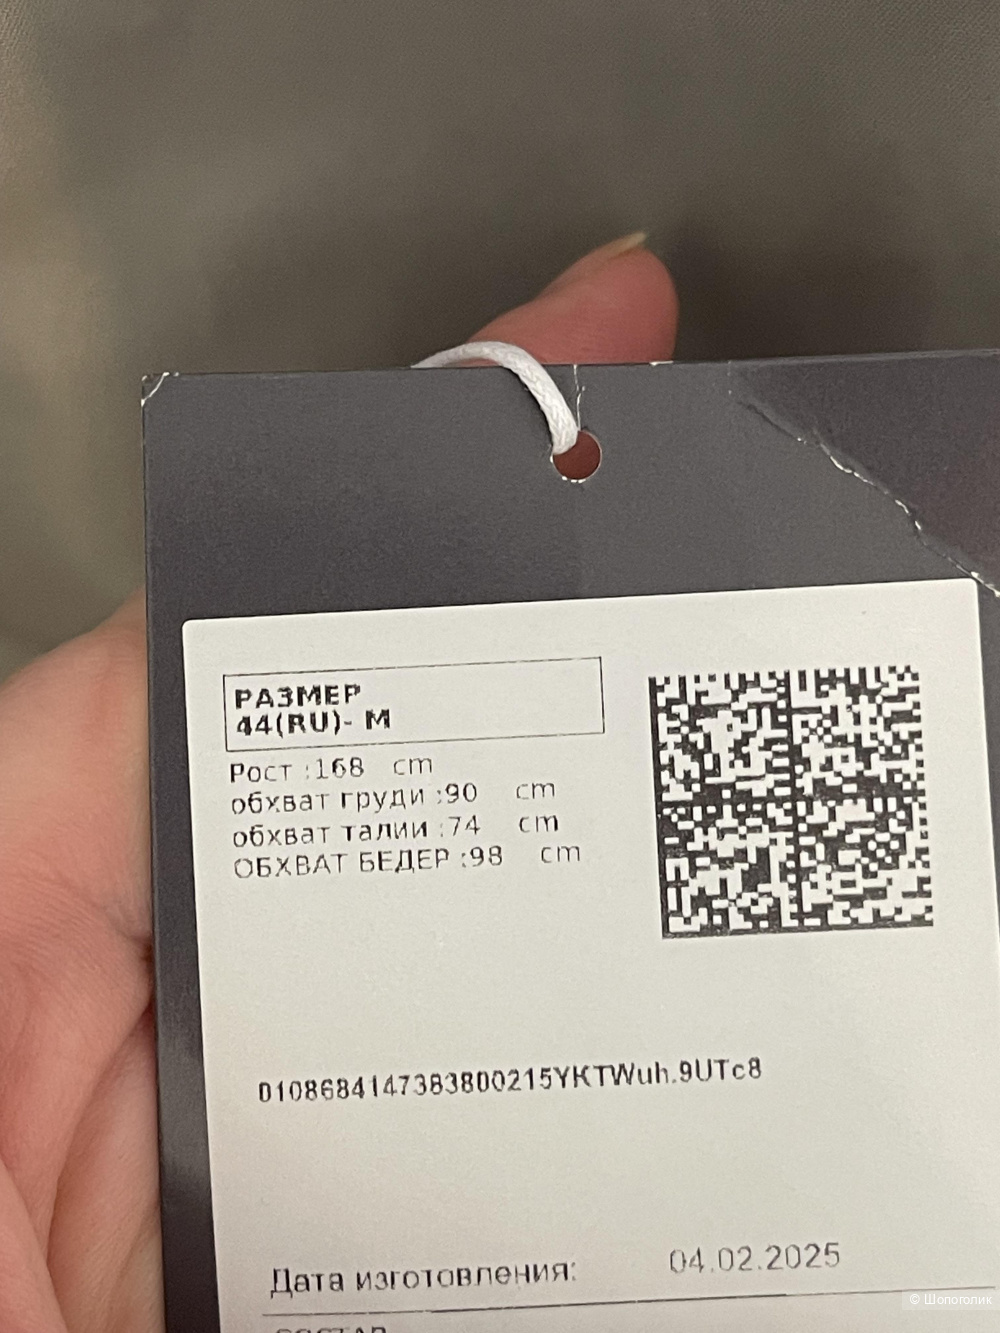 РАЗМЕР
44(RU)- M
Рост :168 cm
обхват груди :90 cm
обхват талии :74 cm
ОБХВАТ БЕДЕР :98 cm
0108684147383800215YKTWuh.9UTc8
Дата изготовления: 04.02.2025
© Шопоголик